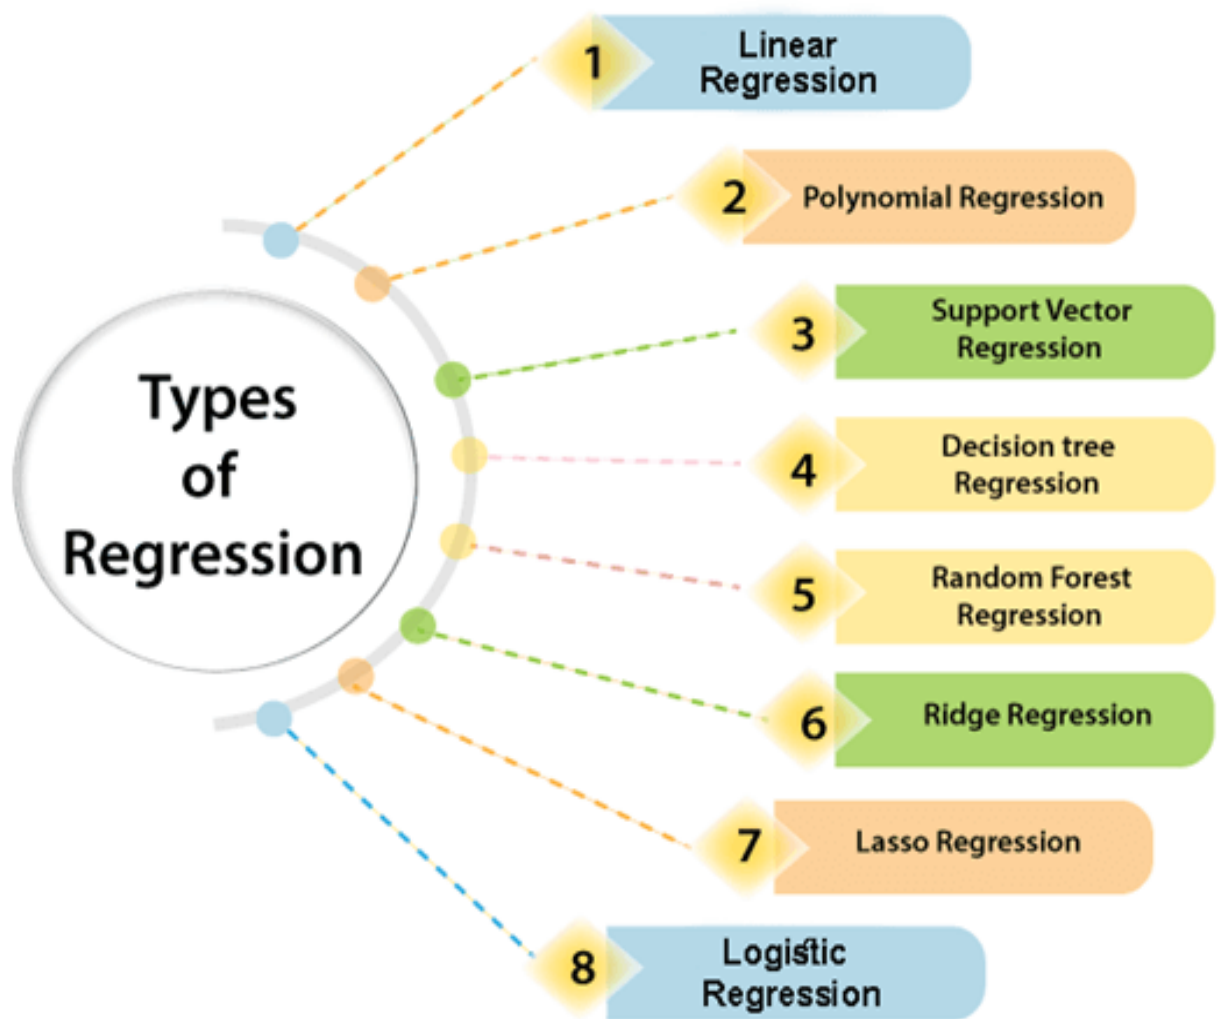 Types
of
Regression
1
Linear
Regression
2
Polynomial Regression
3
Support Vector
Regression
4
Decision tree
Regression
5
Random Forest
Regression
6
Ridge Regression
7
Lasso Regression
8
Logistic
Regression